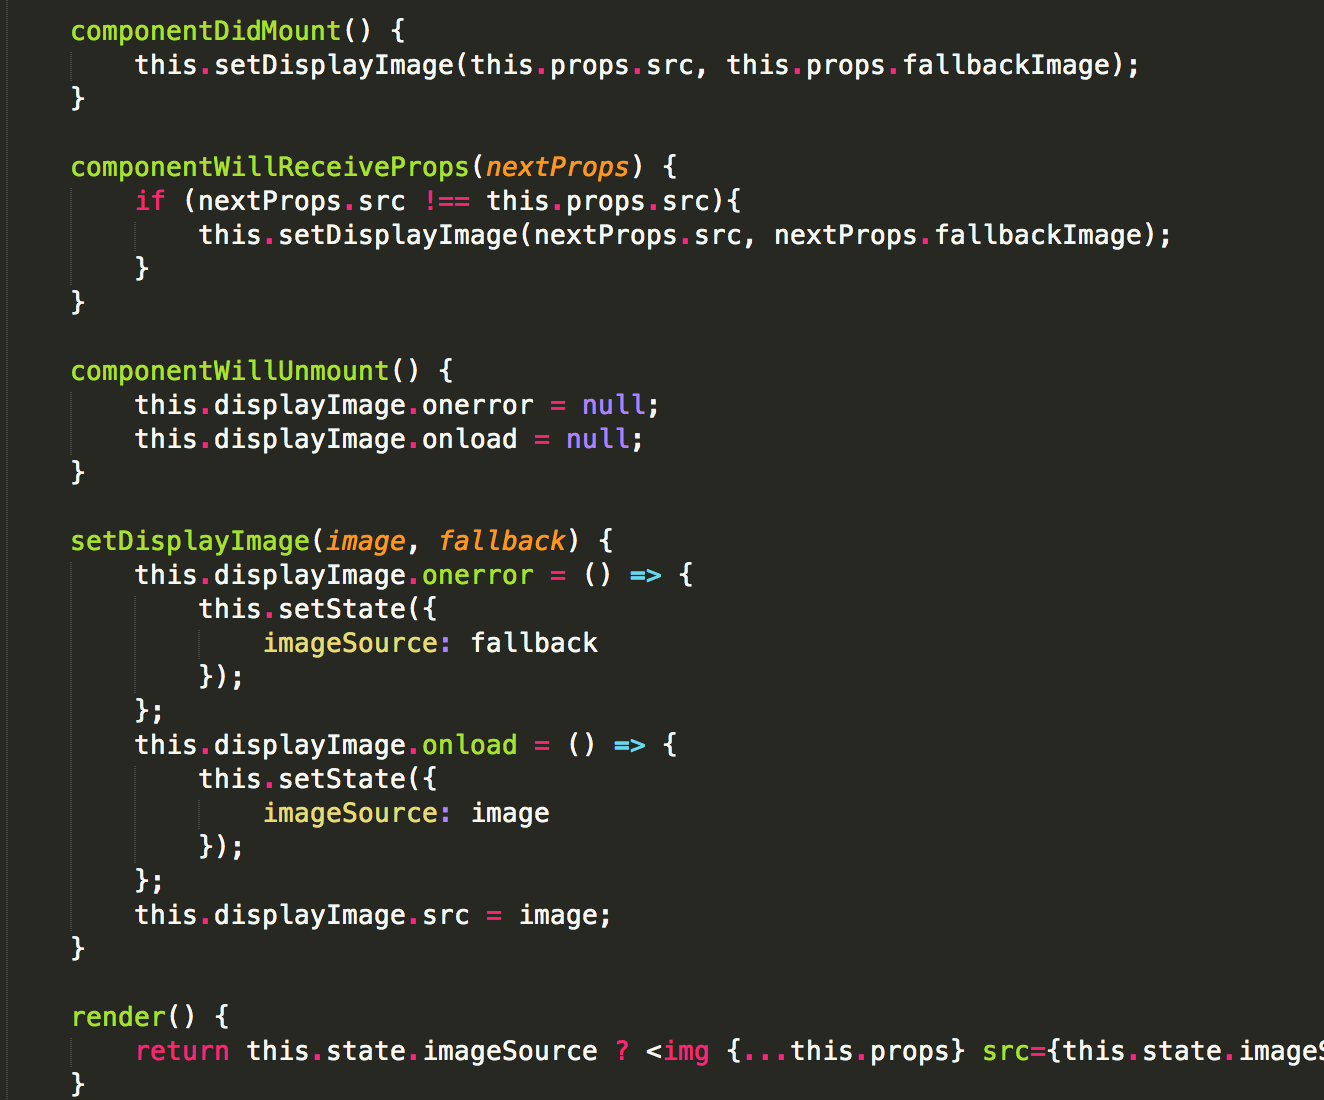 componentDidMount() {
    this.setDisplayImage(this.props.src, this.props.fallbackImage);
}

componentWillReceiveProps(nextProps) {
    if (nextProps.src !== this.props.src){
        this.setDisplayImage(nextProps.src, nextProps.fallbackImage);
    }
}

componentWillUnmount() {
    this.displayImage.onerror = null;
    this.displayImage.onload = null;
}

setDisplayImage(image, fallback) {
    this.displayImage.onerror = () => {
        this.setState({
            imageSource: fallback
        });
    };
    this.displayImage.onload = () => {
        this.setState({
            imageSource: image
        });
    };
    this.displayImage.src = image;
}

render() {
    return this.state.imageSource ? <img {...this.props} src={this.state.imageS
}